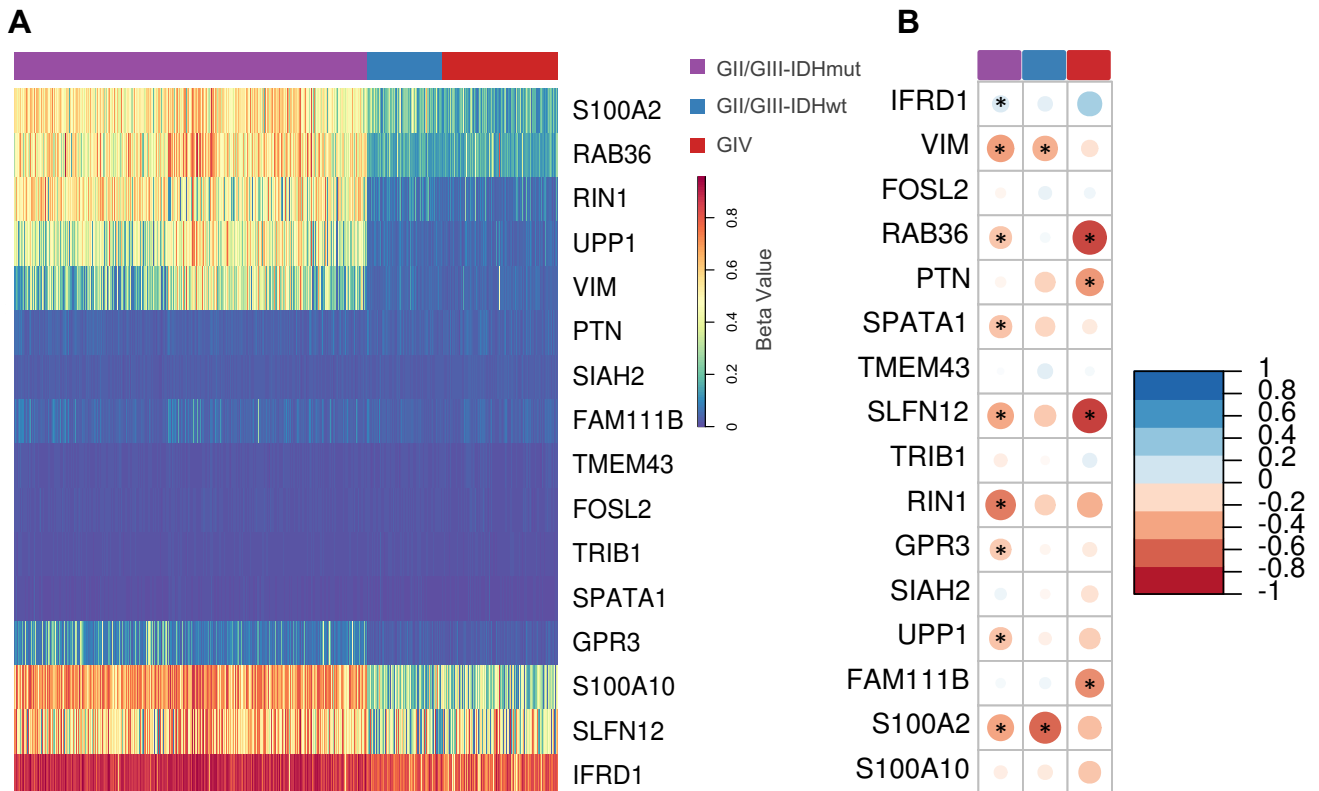 A
B
GII/GIII-IDHmut
GII/GIII-IDHwt
GIV
S100A2
RAB36
RIN1
UPP1
VIM
PTN
SIAH2
FAM111B
TMEM43
FOSL2
TRIB1
SPATA1
GPR3
S100A10
SLFN12
IFRD1
0.8
0.6
0.4
0.2
0
Beta Value
IFRD1 *
VIM * *
FOSL2
RAB36 * *
PTN *
SPATA1 *
TMEM43
SLFN12 * *
TRIB1
RIN1 *
GPR3 *
SIAH2
UPP1 *
FAM111B *
S100A2 * *
S100A10
1
0.8
0.6
0.4
0.2
0
-0.2
-0.4
-0.6
-0.8
-1